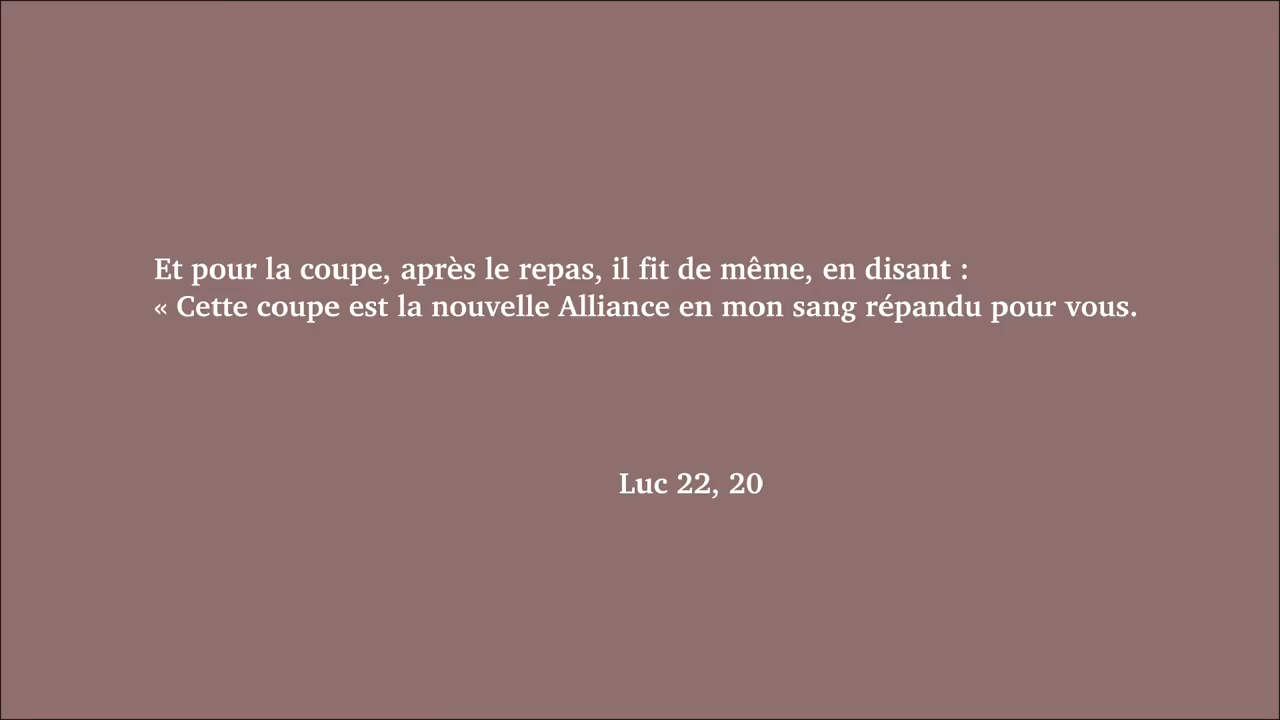 Et pour la coupe, après le repas, il fit de même, en disant :
« Cette coupe est la nouvelle Alliance en mon sang répandu pour vous.
Luc 22, 20